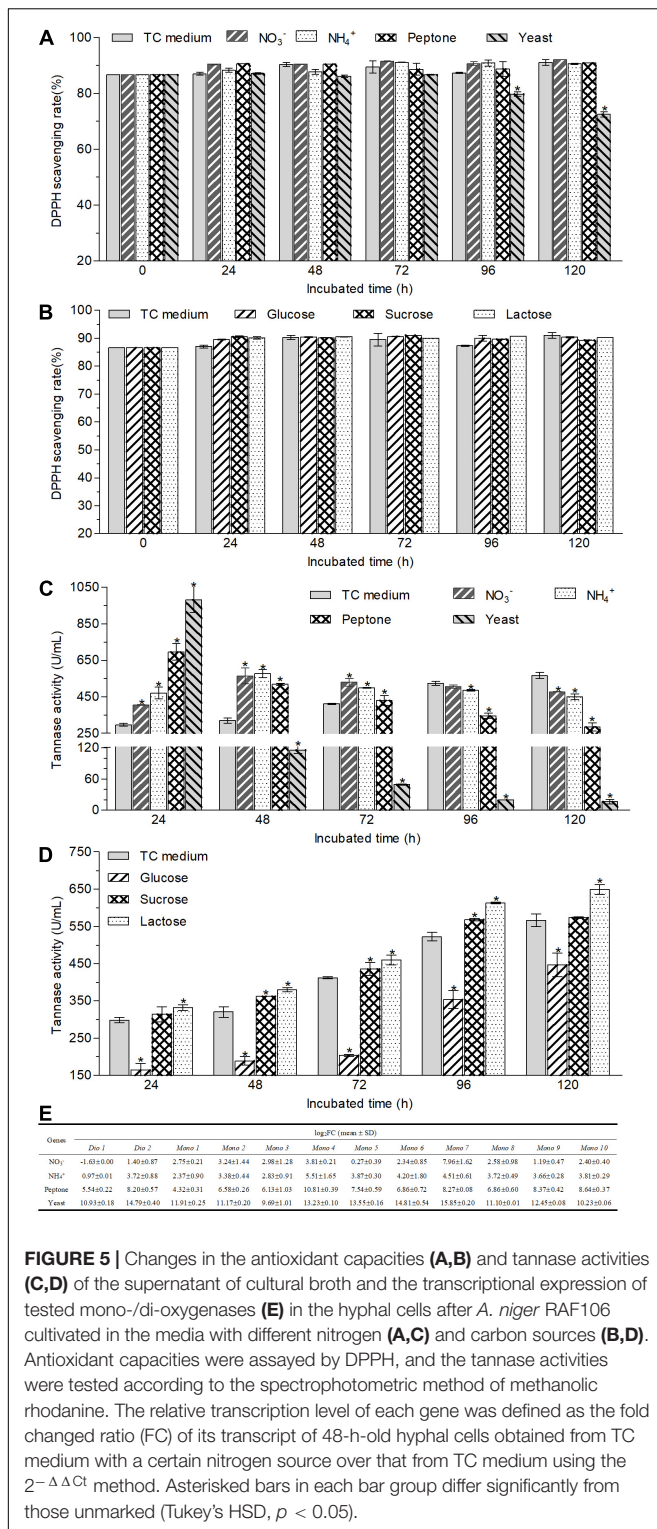 A
TC medium NO3- NH4+ Peptone Yeast
DPPH scavenging rate(%)
100
90
80
60
40
20
0 24 48 72 96 120
Incubated time (h)
B
TC medium Glucose Sucrose Lactose
DPPH scavenging rate(%)
100
90
80
60
40
20
0 24 48 72 96 120
Incubated time (h)
C
TC medium NO3- NH4+
Peptone Yeast
Tannase activity (U/mL)
1050
850
650
450
250
120
60
0
24 48 72 96 120
Incubated time (h)
D
TC medium
Glucose
Sucrose
Lactose
Tannase activity (U/mL)
750
650
550
450
350
250
150
24 48 72 96 120
Incubated time (h)
E
Genes log2FC (mean ± SD)
Dio 1 Dio 2 Mono 1 Mono 2 Mono 3 Mono 4 Mono 5 Mono 6 Mono 7 Mono 8 Mono 9 Mono 10
NO3- -1.63±0.00 1.40±0.87 2.75±0.21 3.24±1.44 2.98±1.28 3.81±0.21 0.27±0.39 2.34±0.85 7.96±1.62 2.58±0.98 1.19±0.47 2.40±0.40
NH4+ 0.97±0.01 3.72±0.88 2.37±0.90 3.38±0.44 2.83±0.91 5.51±1.65 3.87±0.30 4.20±1.80 4.51±0.61 3.72±0.49 3.66±0.28 3.81±0.29
Peptone 5.54±0.22 8.20±0.57 4.32±0.31 6.58±0.26 6.13±1.03 10.81±0.39 7.54±0.59 6.86±0.72 8.27±0.08 6.86±0.60 8.37±0.42 8.64±0.37
Yeast 10.93±0.18 14.79±0.40 11.91±0.25 11.17±0.20 9.69±1.01 13.23±0.10 13.55±0.16 14.81±0.54 15.85±0.20 11.10±0.01 12.45±0.08 10.23±0.06
FIGURE 5 | Changes in the antioxidant capacities (A,B) and tannase activities
(C,D) of the supernatant of cultural broth and the transcriptional expression of
tested mono-/di-oxygenases (E) in the hyphal cells after A. niger RAF106
cultivated in the media with different nitrogen (A,C) and carbon sources (B,D).
Antioxidant capacities were assayed by DPPH, and the tannase activities
were tested according to the spectrophotometric method of methanolic
rhodanine. The relative transcription level of each gene was defined as the fold
changed ratio (FC) of its transcript of 48-h-old hyphal cells obtained from TC
medium with a certain nitrogen source over that from TC medium using the
2−ΔΔCt method. Asterisked bars in each bar group differ significantly from
those unmarked (Tukey's HSD, p < 0.05).